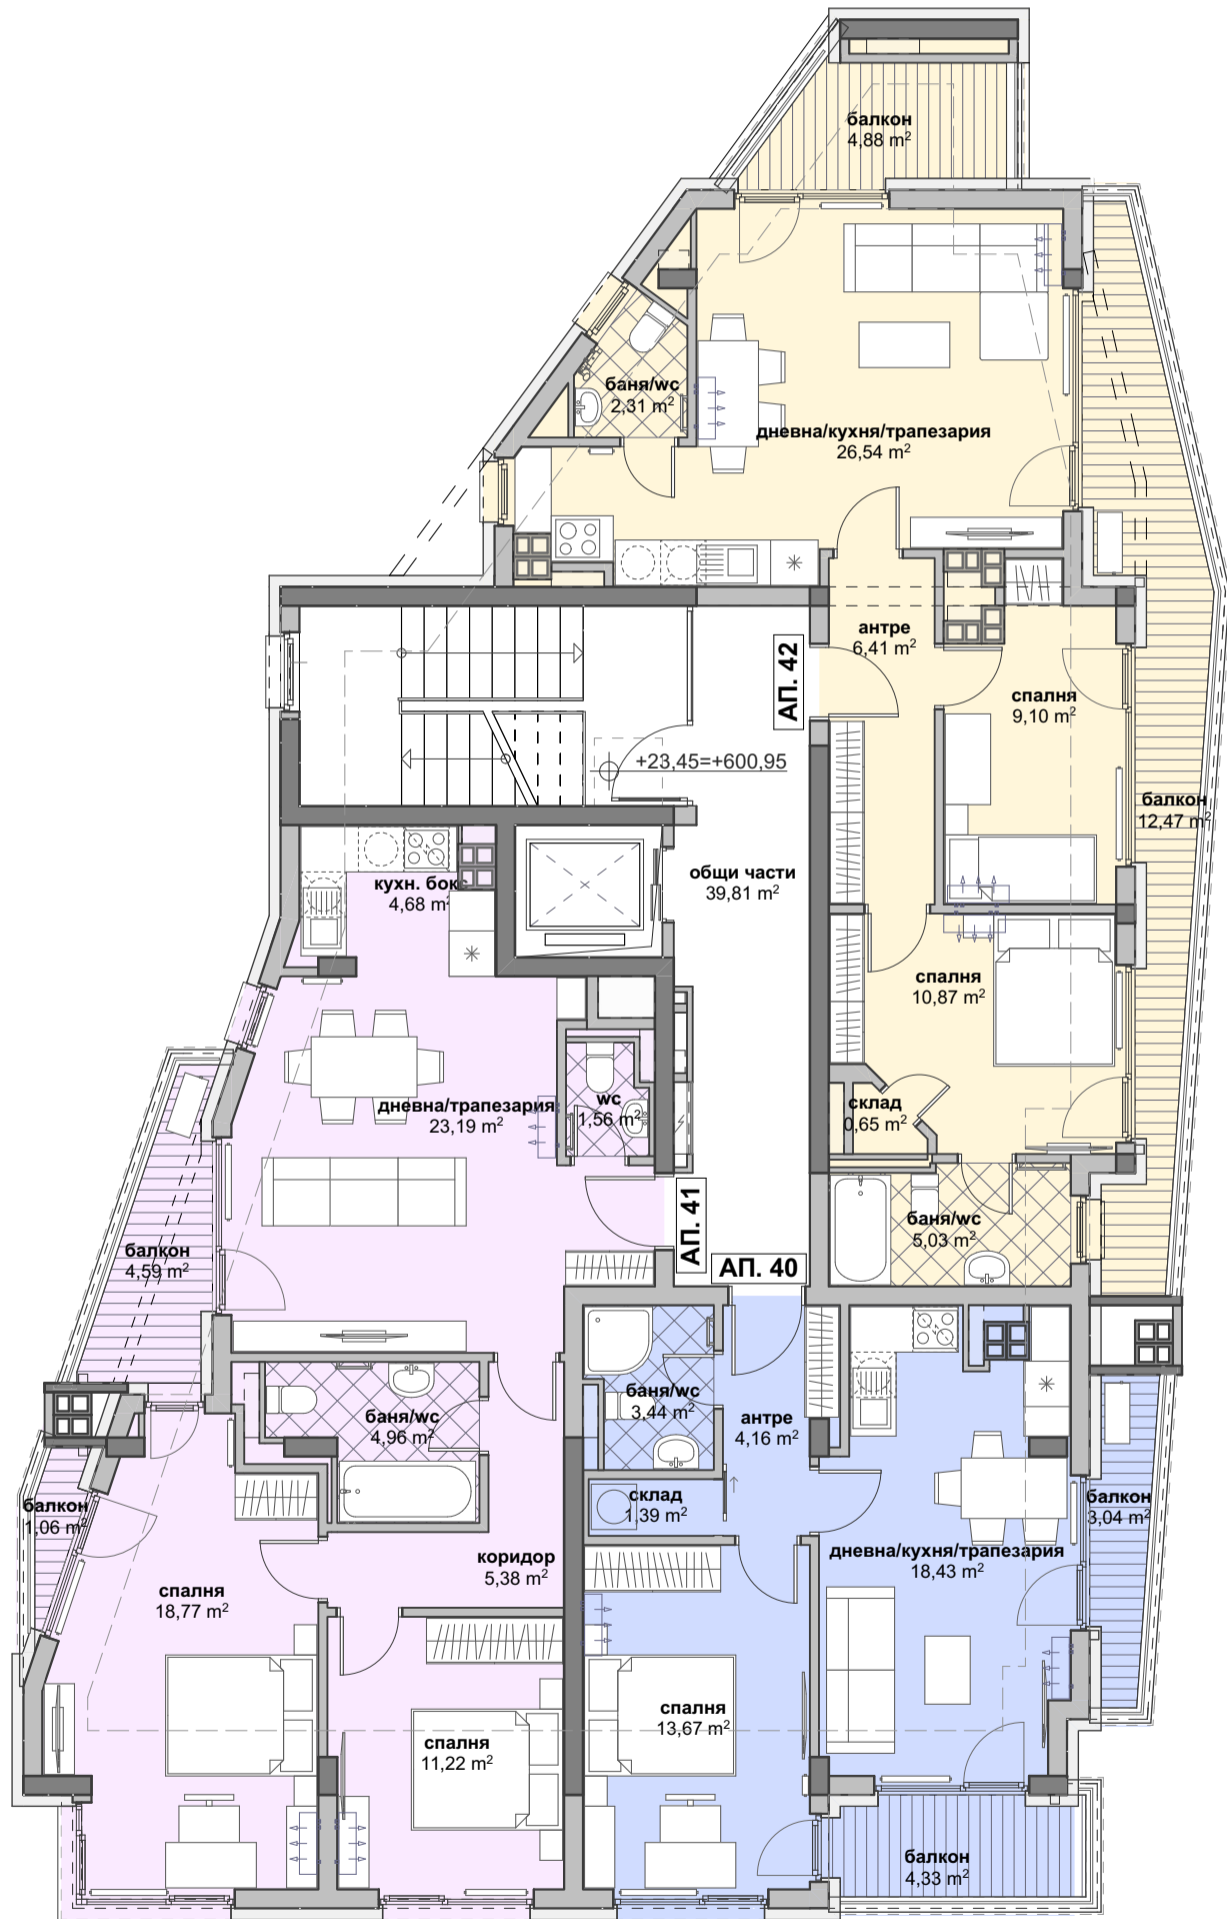 балкон
4,88 m²
баня/wc
2,31 m²
дневна/кухня/трапезария
26,54 m²
антре
6,41 m²
АП. 42
спалня
9,10 m²
+23,45=+600,95
балкон
12,47 m²
общи части
39,81 m²
кухн. бокс
4,68 m²
спалня
10,87 m²
склад
0,65 m²
wc
1,56 m²
дневна/трапезария
23,19 m²
баня/wc
5,03 m²
АП. 41
АП. 40
балкон
4,59 m²
баня/wc
3,44 m²
баня/wc
4,96 m²
антре
4,16 m²
склад
1,39 m²
балкон
1,06 m²
балкон
3,04 m²
дневна/кухня/трапезария
18,43 m²
коридор
5,38 m²
спалня
18,77 m²
спалня
13,67 m²
спалня
11,22 m²
балкон
4,33 m²